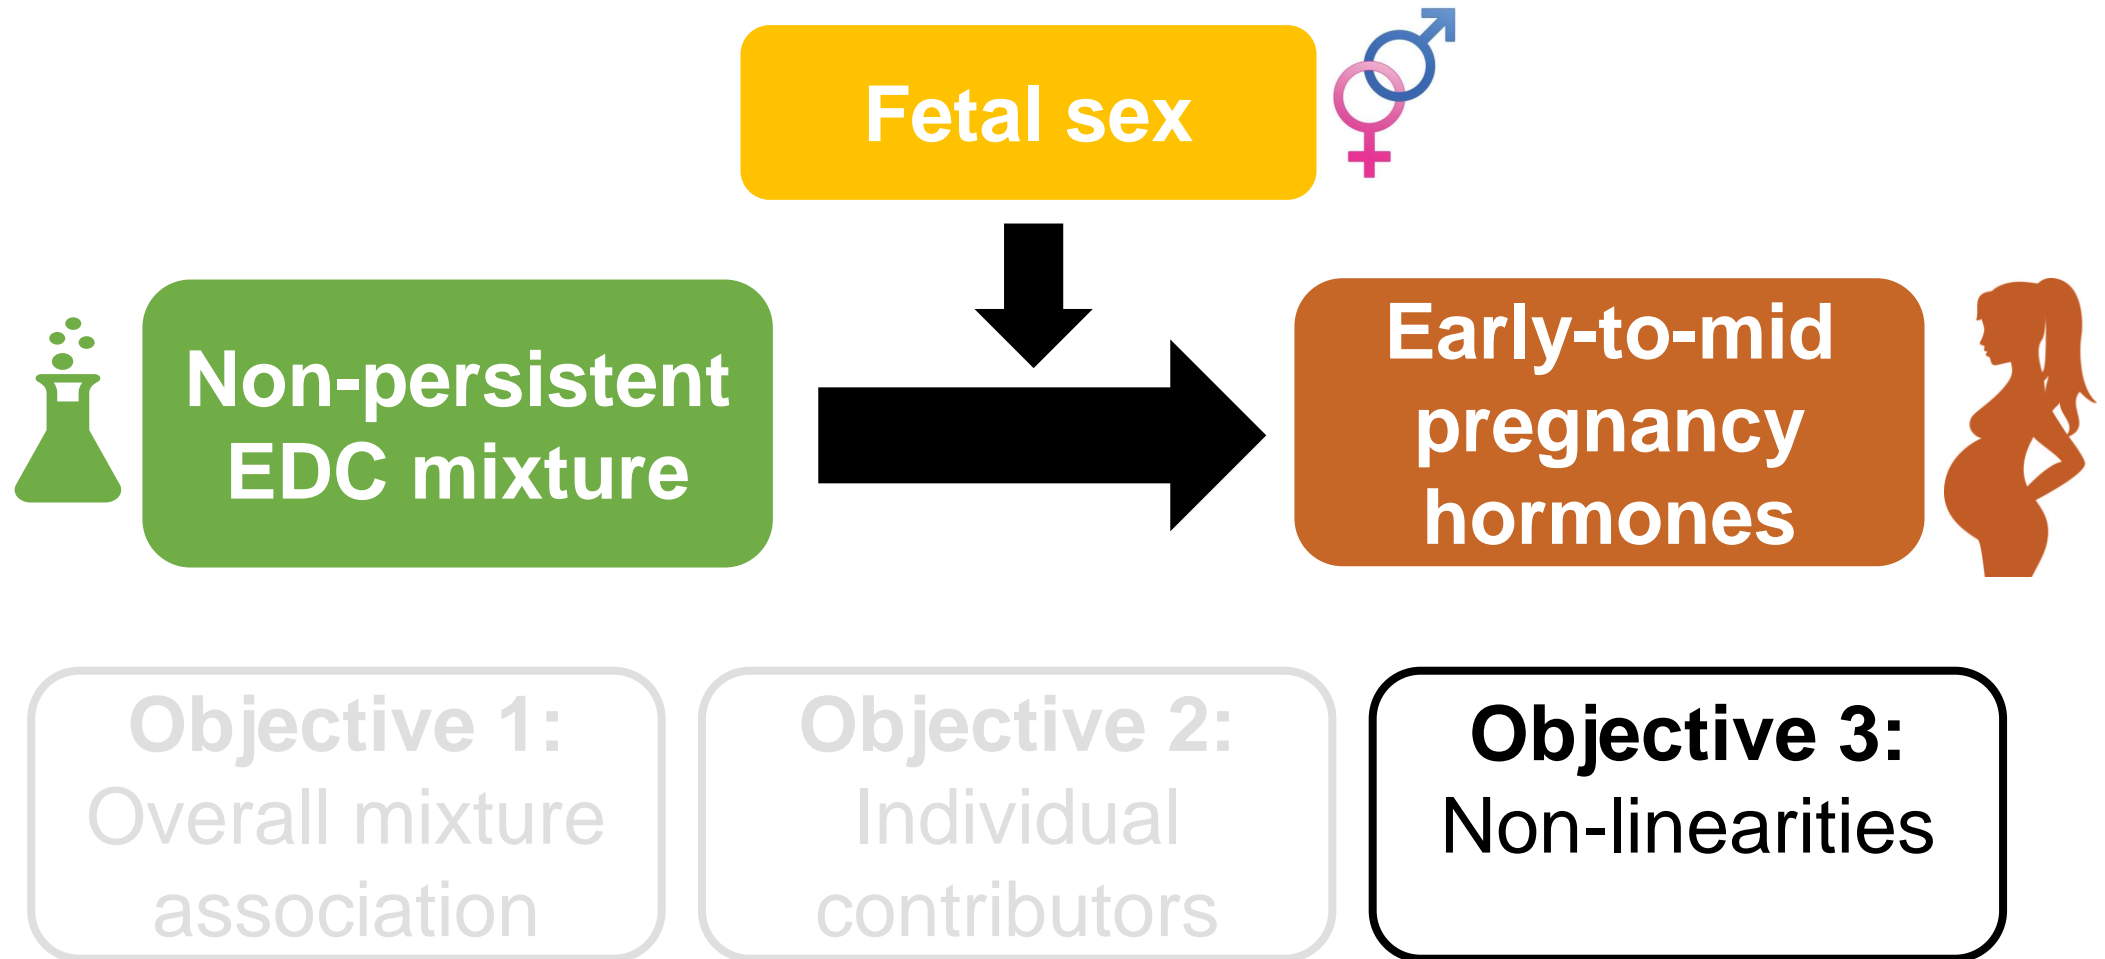 Fetal sex
Non-persistent
EDC mixture
Early-to-mid
pregnancy
hormones
Objective 1:
Overall mixture
association
Objective 2:
Individual
contributors
Objective 3:
Non-linearities